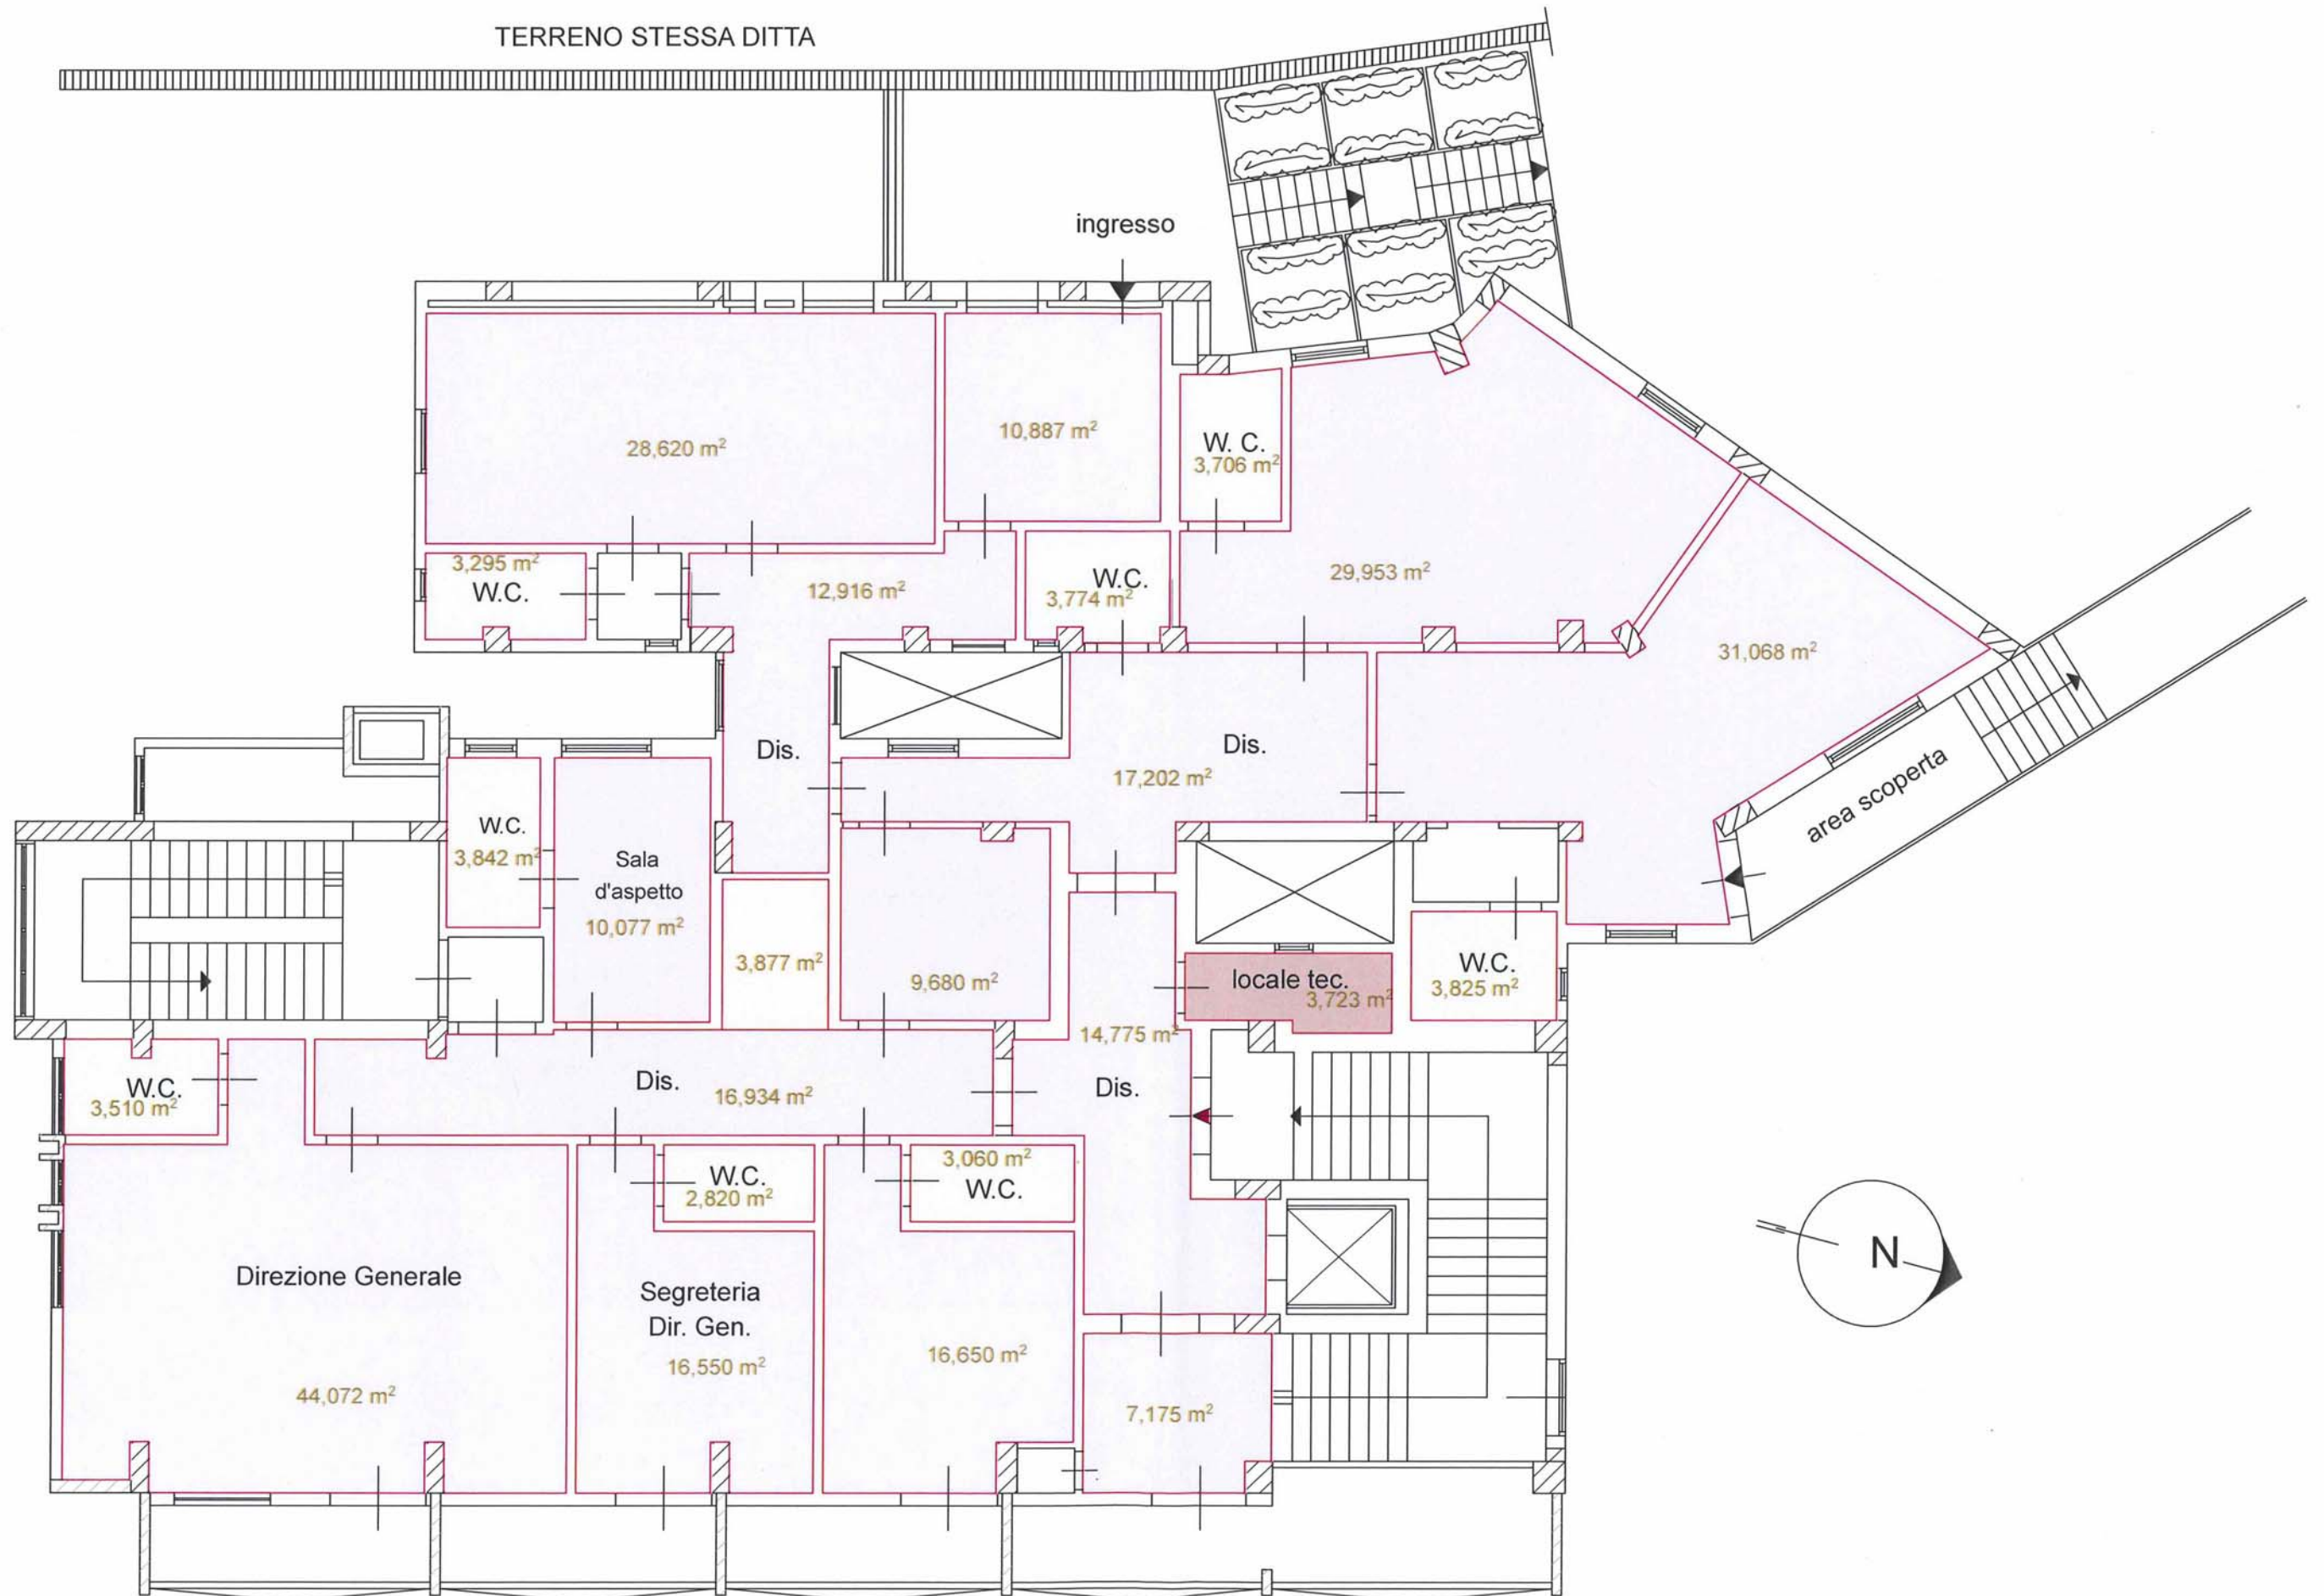 TERRENO STESSA DITTA
ingresso
28,620 m²
10,887 m²
W. C.
3,706 m²
3,295 m²
W.C.
12,916 m²
W.C.
3,774 m²
29,953 m²
31,068 m²
Dis.
Dis.
17,202 m²
area scoperta
W.C.
3,842 m²
Sala
d'aspetto
10,077 m²
3,877 m²
9,680 m²
locale tec.
3,723 m²
W.C.
3,825 m²
14,775 m²
W.C.
3,510 m²
Dis.
16,934 m²
Dis.
W.C.
2,820 m²
3,060 m²
W.C.
Direzione Generale
44,072 m²
Segreteria
Dir. Gen.
16,550 m²
16,650 m²
7,175 m²
N